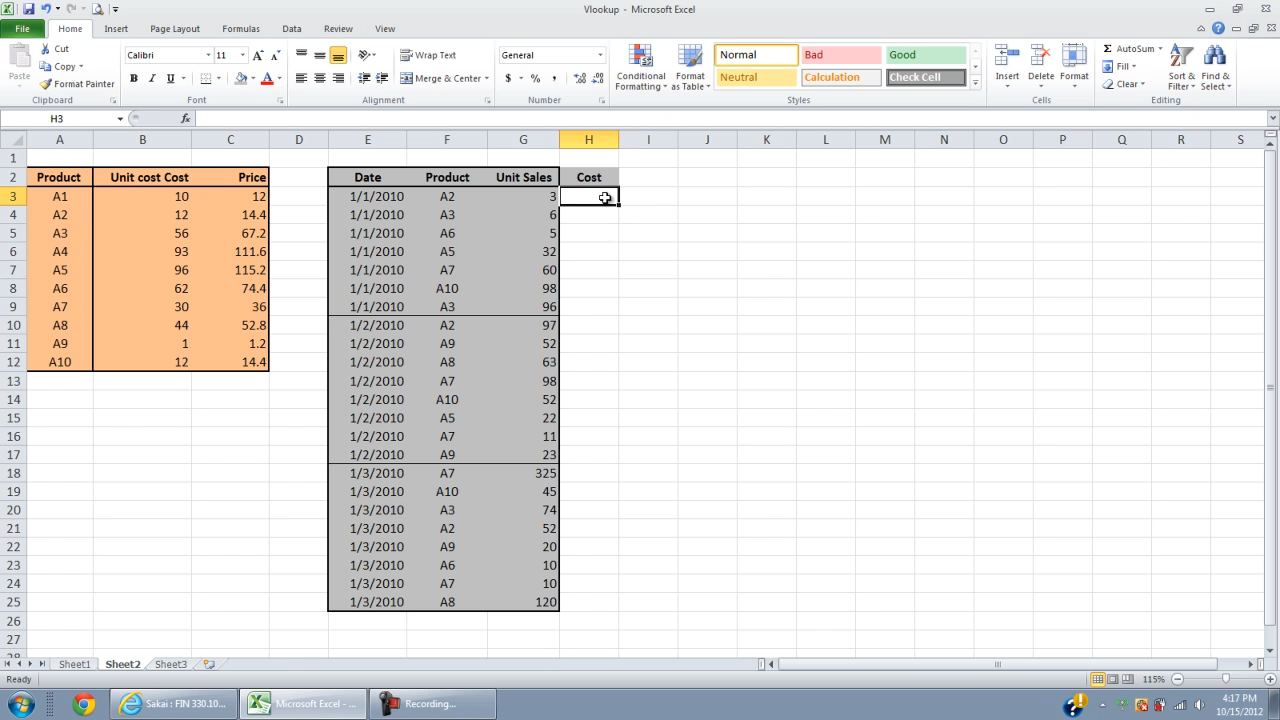 Vlookup - Microsoft Excel
File Home Insert Page Layout Formulas Data Review View
Paste Cut Copy Format Painter Clipboard
Calibri 11 A A B I U A Font
Wrap Text Merge & Center Alignment
General $ % , Number
Conditional Formatting Format as Table Normal Bad Good Neutral Calculation Check Cell Styles
Insert Delete Format Cells
Σ AutoSum Fill Clear Sort & Filter Find & Select Editing
H3 fx
A B C D E F G H I J K L M N O P Q R S
1
2 Product Unit cost Cost Price Date Product Unit Sales Cost
3 A1 10 12 1/1/2010 A2 3
4 A2 12 14.4 1/1/2010 A3 6
5 A3 56 67.2 1/1/2010 A6 5
6 A4 93 111.6 1/1/2010 A5 32
7 A5 96 115.2 1/1/2010 A7 60
8 A6 62 74.4 1/1/2010 A10 98
9 A7 30 36 1/1/2010 A3 96
10 A8 44 52.8 1/2/2010 A2 97
11 A9 1 1.2 1/2/2010 A9 52
12 A10 12 14.4 1/2/2010 A8 63
13 1/2/2010 A7 98
14 1/2/2010 A10 52
15 1/2/2010 A5 22
16 1/2/2010 A7 11
17 1/2/2010 A9 23
18 1/3/2010 A7 325
19 1/3/2010 A10 45
20 1/3/2010 A3 74
21 1/3/2010 A2 52
22 1/3/2010 A9 20
23 1/3/2010 A6 10
24 1/3/2010 A7 10
25 1/3/2010 A8 120
26
27
28
Sheet1 Sheet2 Sheet3
Ready 115%
Sakai : FIN 330.10... Microsoft Excel - ... Recording... 4:17 PM
10/15/2012